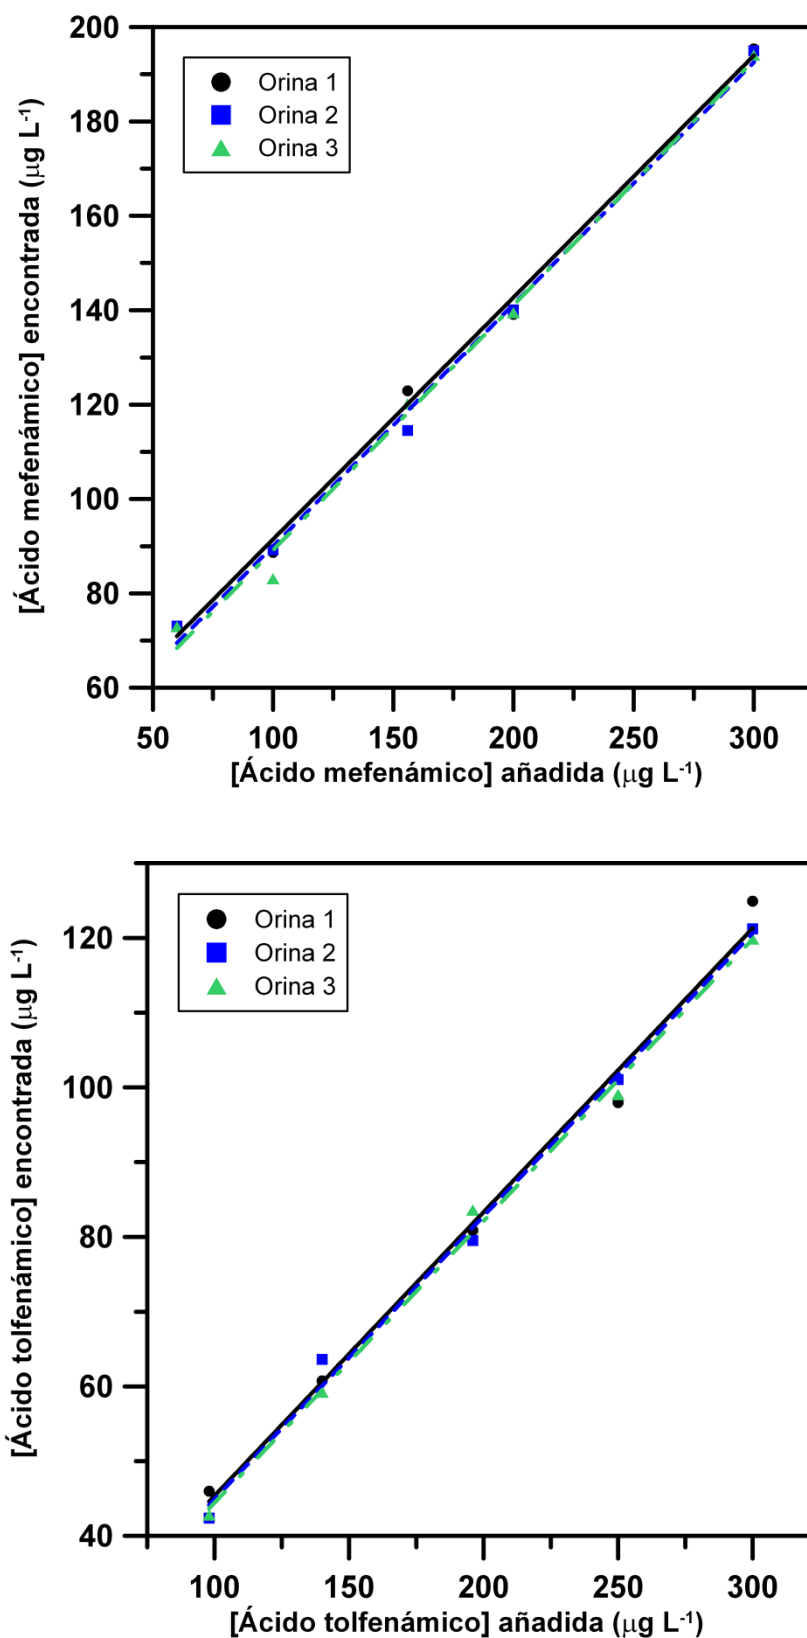 200
180
160
140
120
100
80
60
[Ácido mefenámico] encontrada (µg L⁻¹)
Orina 1
Orina 2
Orina 3
50 100 150 200 250 300
[Ácido mefenámico] añadida (µg L⁻¹)
120
100
80
60
40
[Ácido tolfenámico] encontrada (µg L⁻¹)
Orina 1
Orina 2
Orina 3
100 150 200 250 300
[Ácido tolfenámico] añadida (µg L⁻¹)